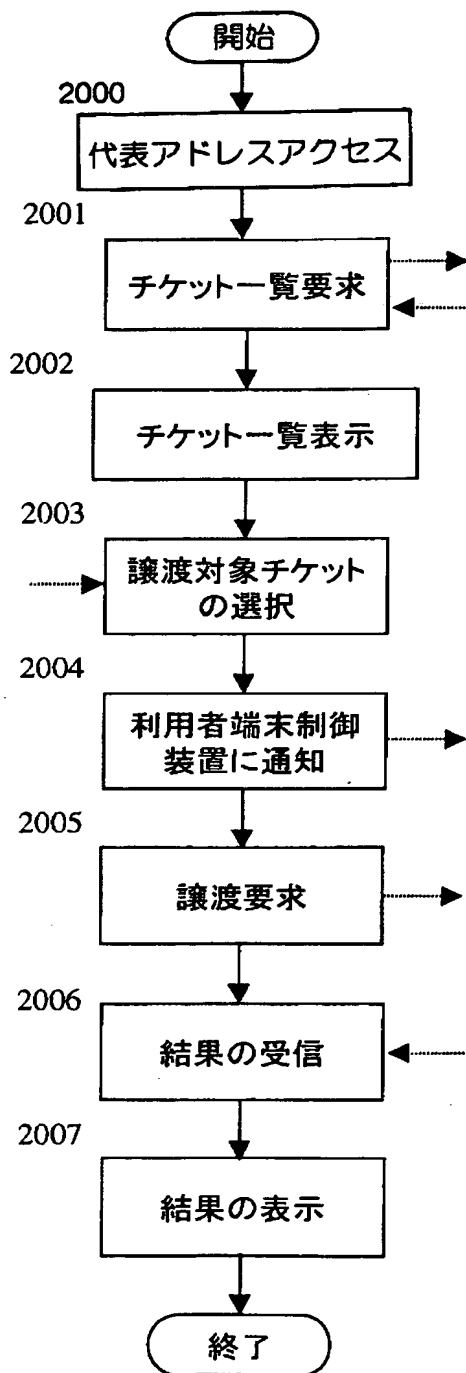 開始
2000
代表アドレスアクセス
2001
チケット一覧要求
2002
チケット一覧表示
2003
譲渡対象チケット
の選択
2004
利用者端末制御
装置に通知
2005
譲渡要求
2006
結果の受信
2007
結果の表示
終了